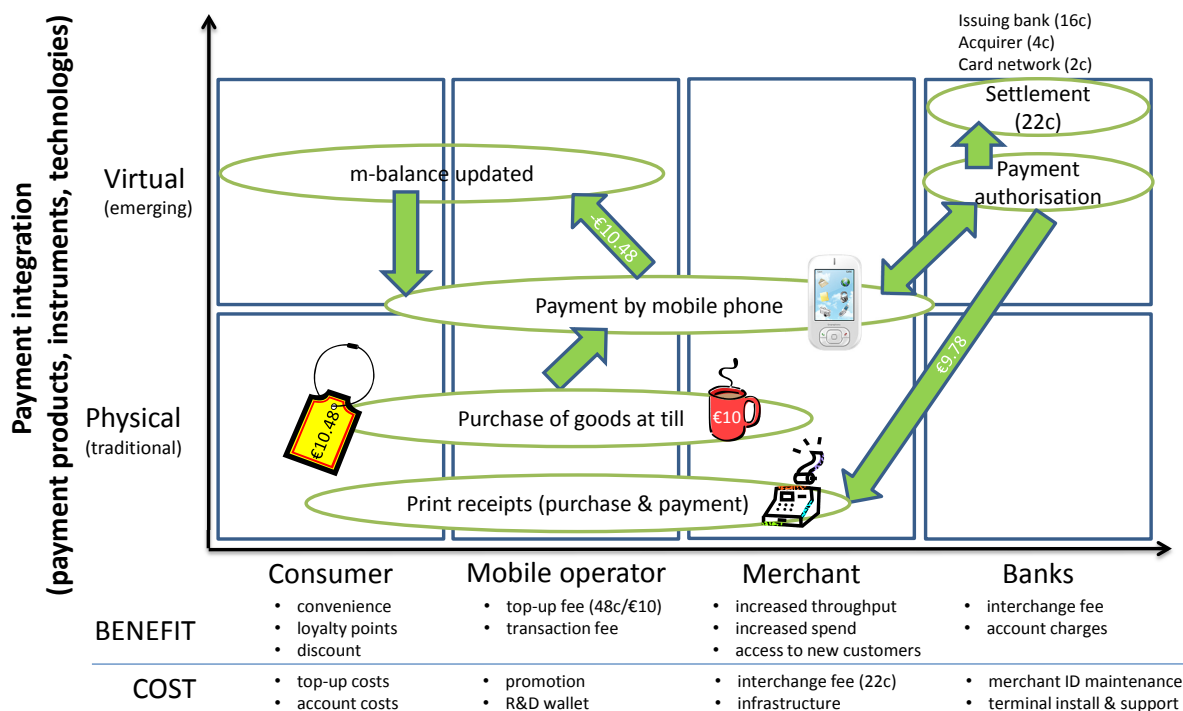 Issuing bank (16c)
Acquirer (4c)
Card network (2c)
Payment integration
(payment products, instruments, technologies)
Virtual
(emerging)
Physical
(traditional)
Settlement
(22c)
m-balance updated
Payment
authorisation
-€10.48
Payment by mobile phone
€9.78
€10.48
Purchase of goods at till
€10
Print receipts (purchase & payment)
Consumer
Mobile operator
Merchant
Banks
BENEFIT
• convenience
• loyalty points
• discount
• top-up fee (48c/€10)
• transaction fee
• increased throughput
• increased spend
• access to new customers
• interchange fee
• account charges
COST
• top-up costs
• account costs
• promotion
• R&D wallet
• interchange fee (22c)
• infrastructure
• merchant ID maintenance
• terminal install & support